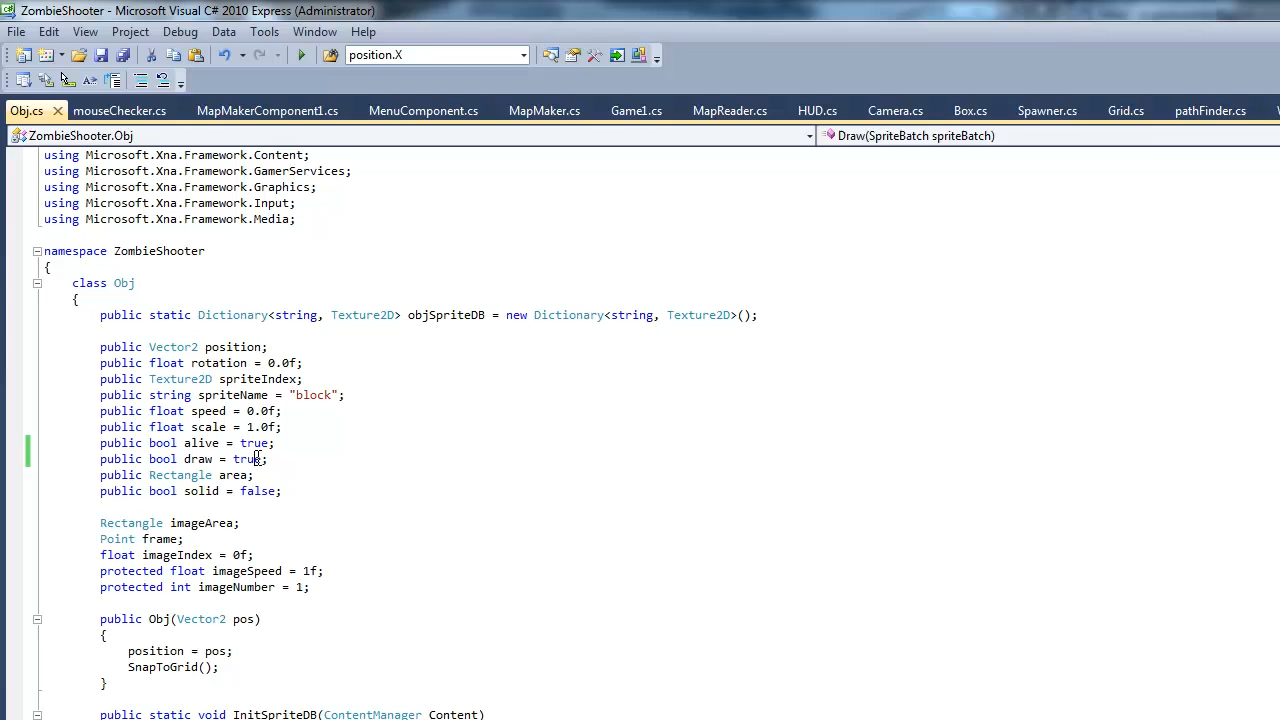 ZombieShooter - Microsoft Visual C# 2010 Express (Administrator)
File Edit View Project Debug Data Tools Window Help
position.X
Obj.cs mouseChecker.cs MapMakerComponent1.cs MenuComponent.cs MapMaker.cs Game1.cs MapReader.cs HUD.cs Camera.cs Box.cs Spawner.cs Grid.cs pathFinder.cs
ZombieShooter.Obj Draw(SpriteBatch spriteBatch)
using Microsoft.Xna.Framework.Content;
using Microsoft.Xna.Framework.GamerServices;
using Microsoft.Xna.Framework.Graphics;
using Microsoft.Xna.Framework.Input;
using Microsoft.Xna.Framework.Media;
namespace ZombieShooter
{
class Obj
{
public static Dictionary<string, Texture2D> objSpriteDB = new Dictionary<string, Texture2D>();
public Vector2 position;
public float rotation = 0.0f;
public Texture2D spriteIndex;
public string spriteName = "block";
public float speed = 0.0f;
public float scale = 1.0f;
public bool alive = true;
public bool draw = true;
public Rectangle area;
public bool solid = false;
Rectangle imageArea;
Point frame;
float imageIndex = 0f;
protected float imageSpeed = 1f;
protected int imageNumber = 1;
public Obj(Vector2 pos)
{
position = pos;
SnapToGrid();
}
public static void InitSpriteDB(ContentManager Content)